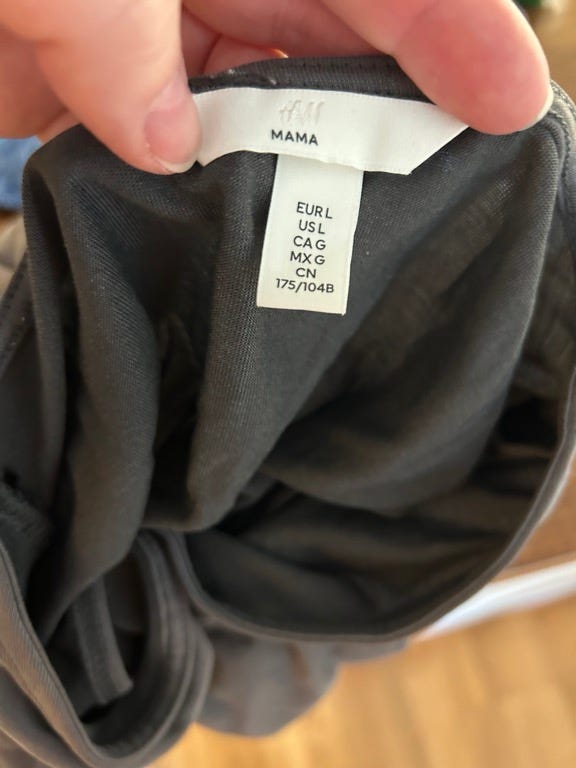 H&M
MAMA
EUR L
US L
CA G
MX G
CN
175/104B